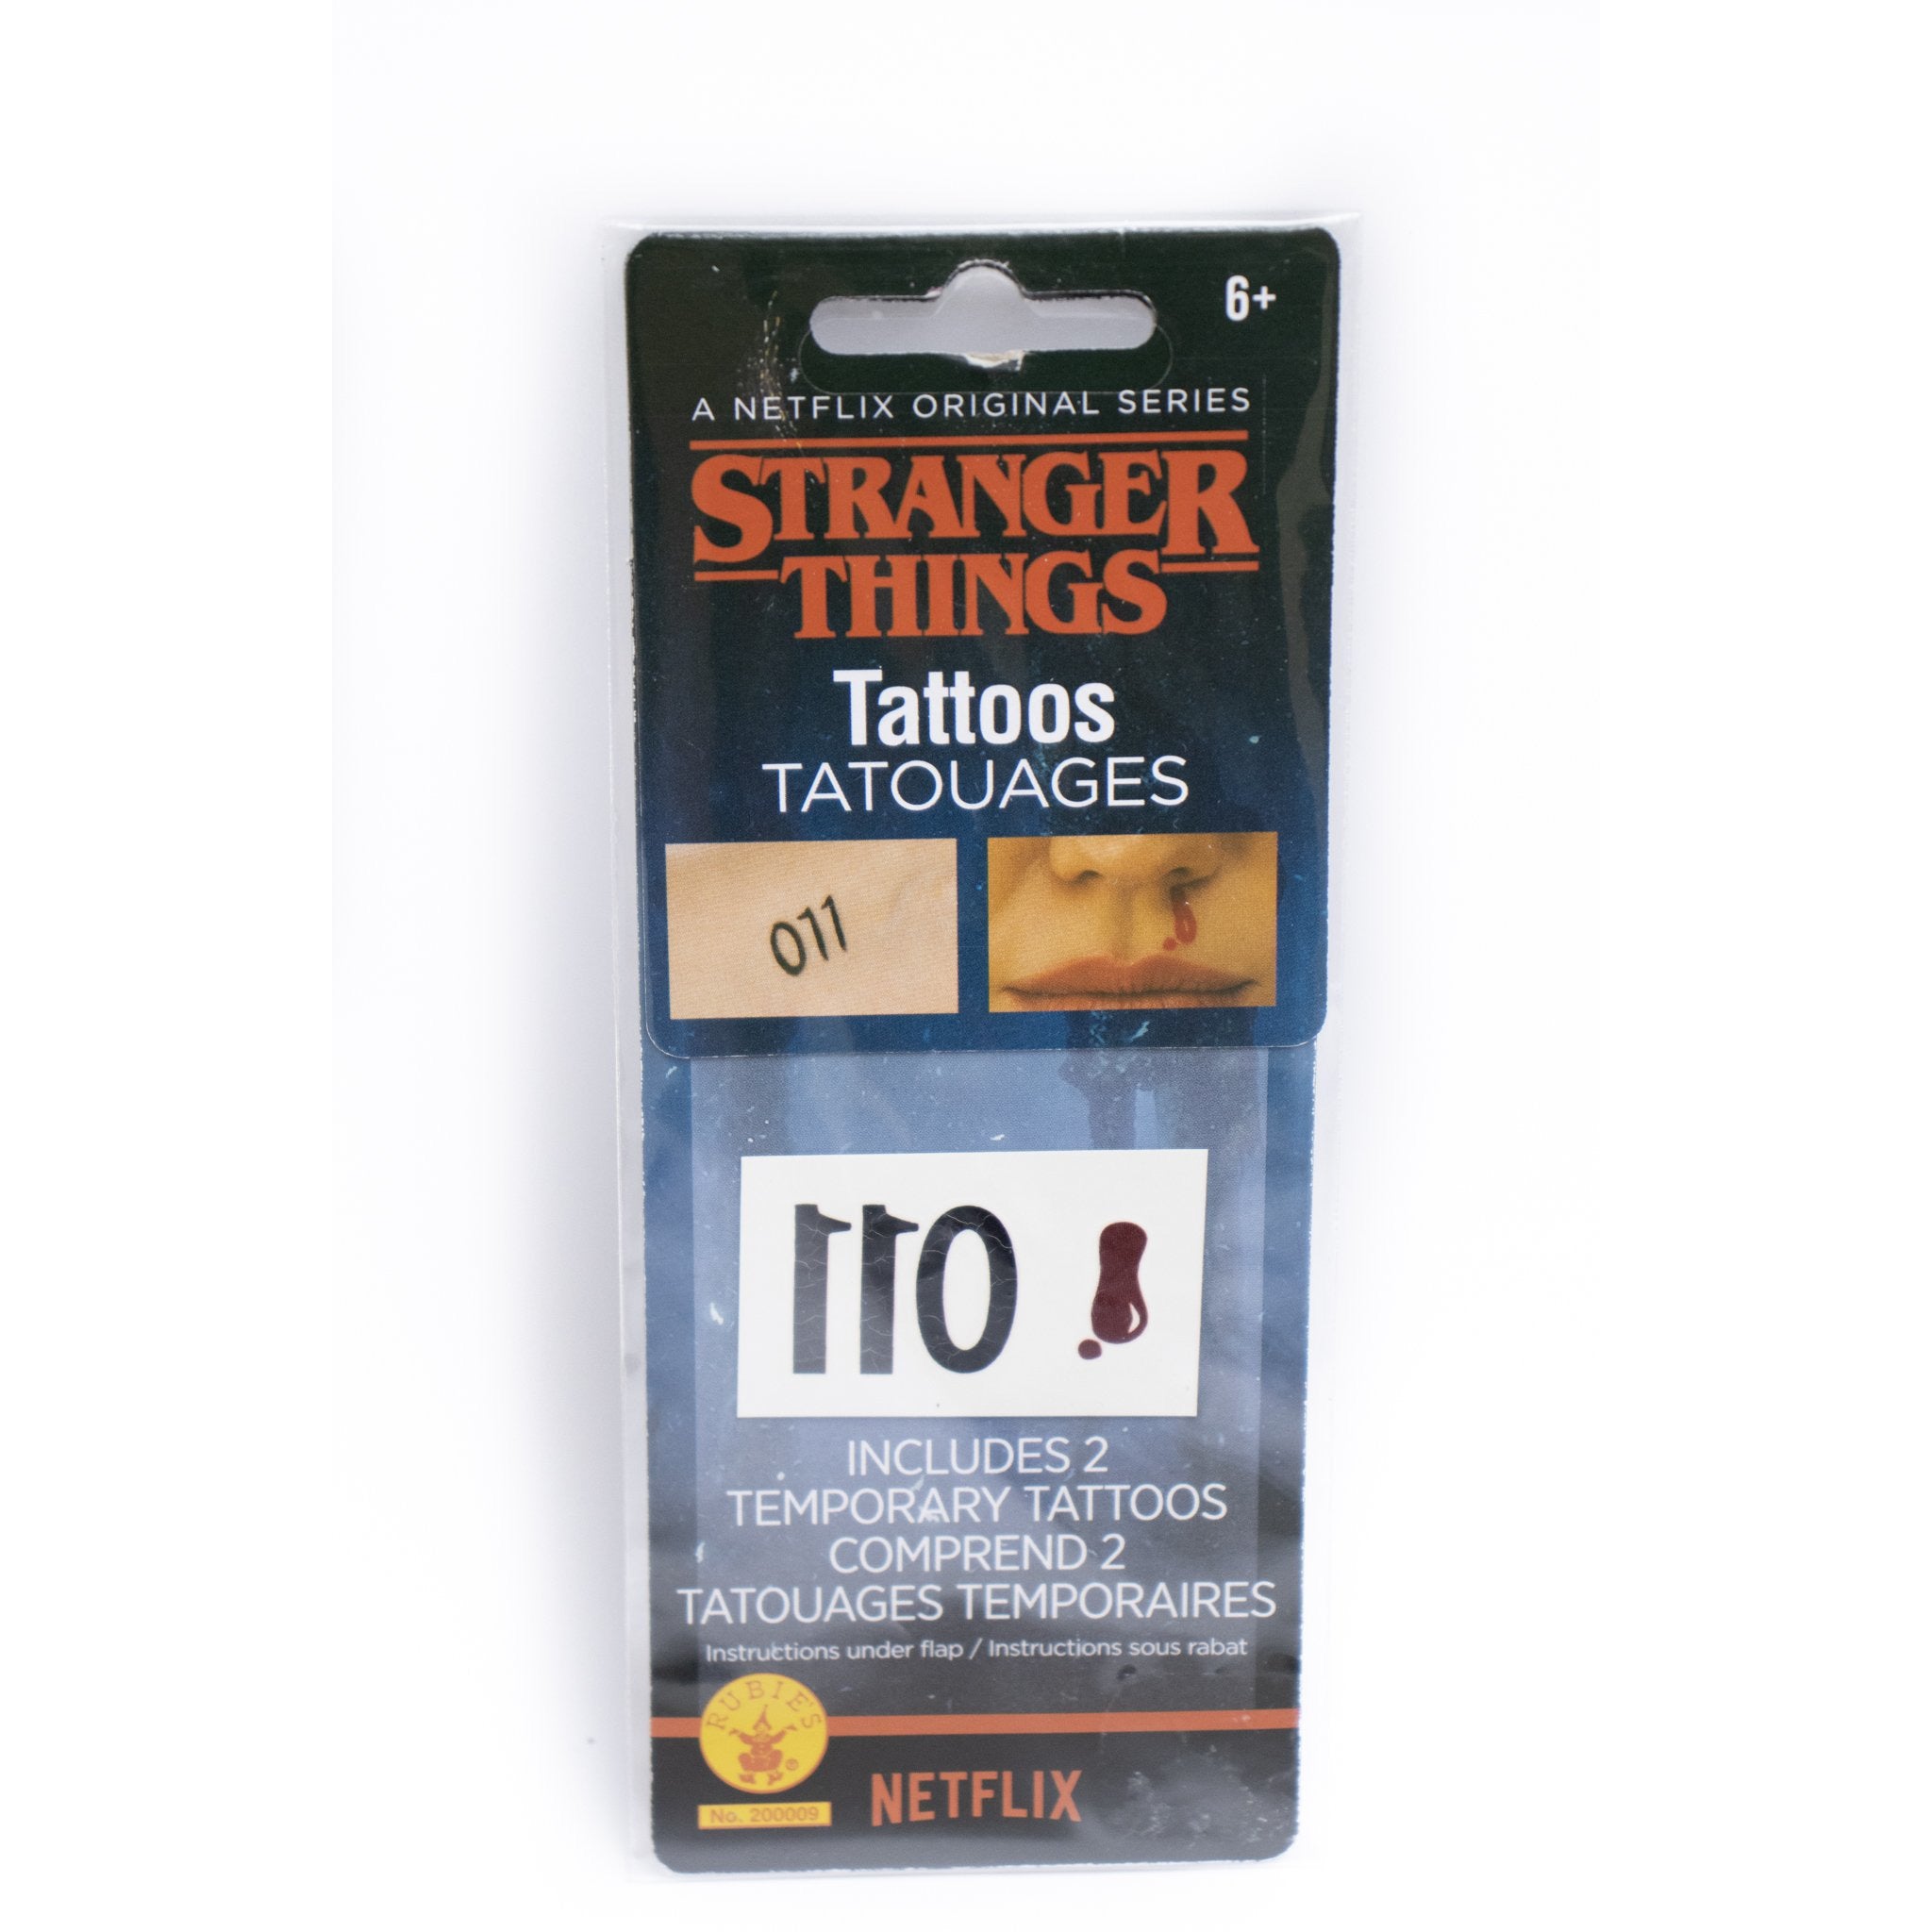 6+
A NETFLIX ORIGINAL SERIES
STRANGER
THINGS
Tattoos
TATOUAGES
011
011
INCLUDES 2
TEMPORARY TATTOOS
COMPREND 2
TATOUAGES TEMPORAIRES
Instructions under flap / Instructions sous rabat
RUBIE'S
®
No. 200009
NETFLIX